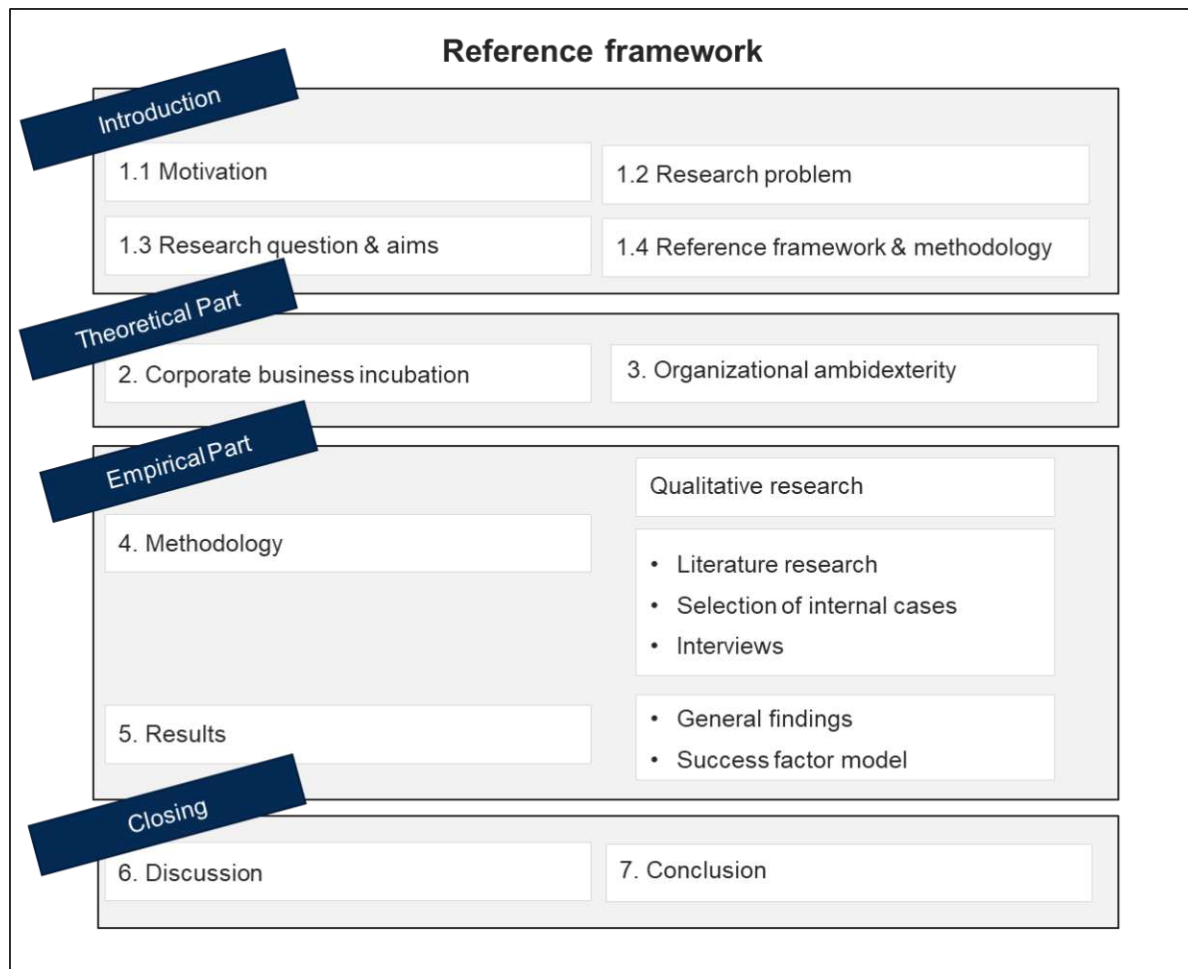 Reference framework
Introduction
1.1 Motivation
1.2 Research problem
1.3 Research question & aims
1.4 Reference framework & methodology
Theoretical Part
2. Corporate business incubation
3. Organizational ambidexterity
Empirical Part
Qualitative research
4. Methodology
• Literature research
• Selection of internal cases
• Interviews
5. Results
• General findings
• Success factor model
Closing
6. Discussion
7. Conclusion